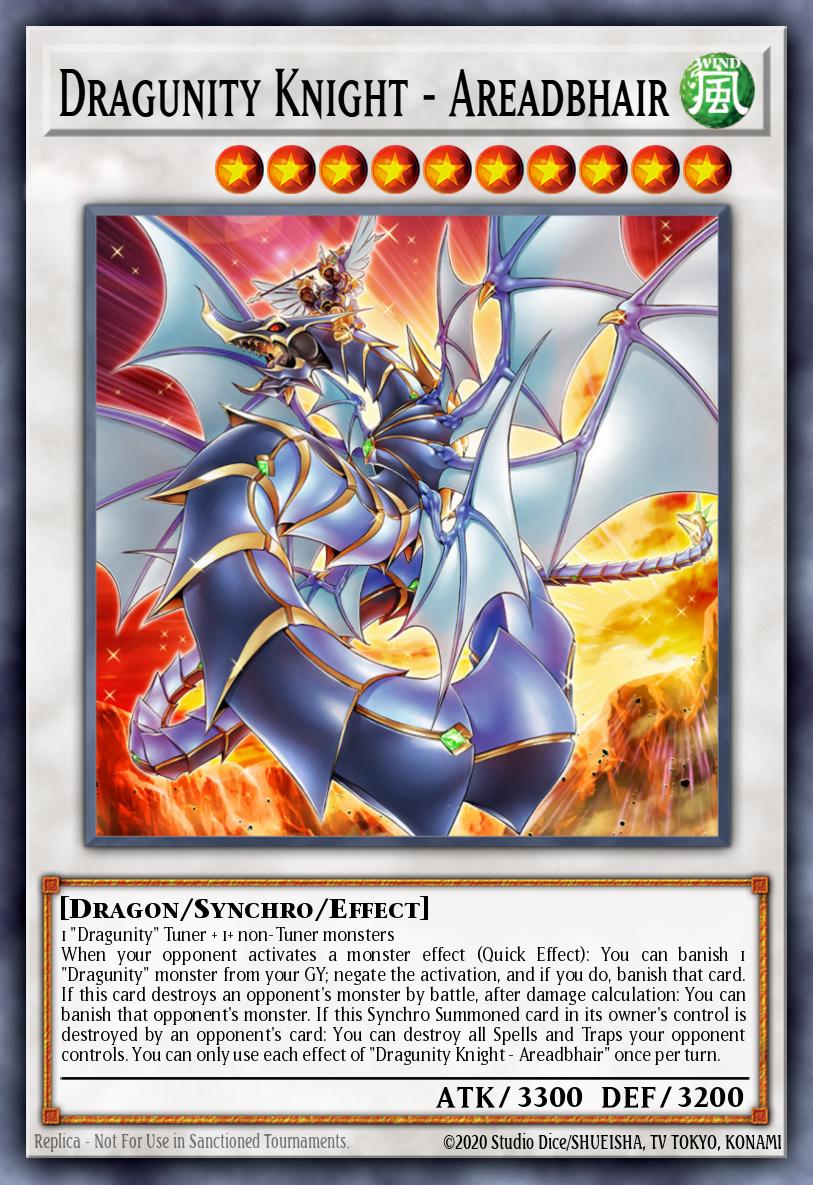 Dragunity Knight - Areadbhair
WIND
風
[Dragon/Synchro/Effect]
1 "Dragunity" Tuner + 1+ non-Tuner monsters
When your opponent activates a monster effect (Quick Effect): You can banish 1
"Dragunity" monster from your GY; negate the activation, and if you do, banish that card.
If this card destroys an opponent's monster by battle, after damage calculation: You can
banish that opponent's monster. If this Synchro Summoned card in its owner's control is
destroyed by an opponent's card: You can destroy all Spells and Traps your opponent
controls. You can only use each effect of "Dragunity Knight - Areadbhair" once per turn.
ATK/3300 DEF/3200
Replica - Not For Use in Sanctioned Tournaments.
©2020 Studio Dice/SHUEISHA, TV TOKYO, KONAMI